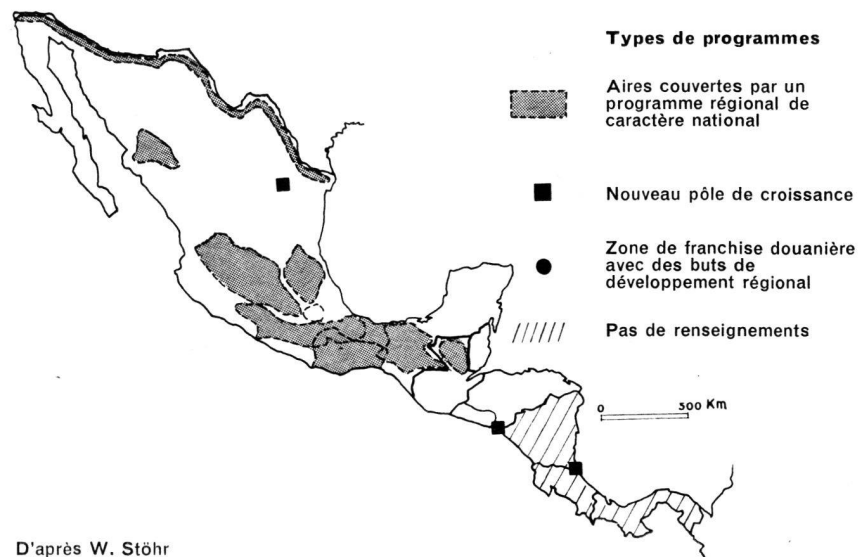 Types de programmes
Aires couvertes par un
programme régional de
caractère national
Nouveau pôle de croissance
Zone de franchise douanière
avec des buts de
développement régional
Pas de renseignements
0 500 Km
D'après W. Stöhr